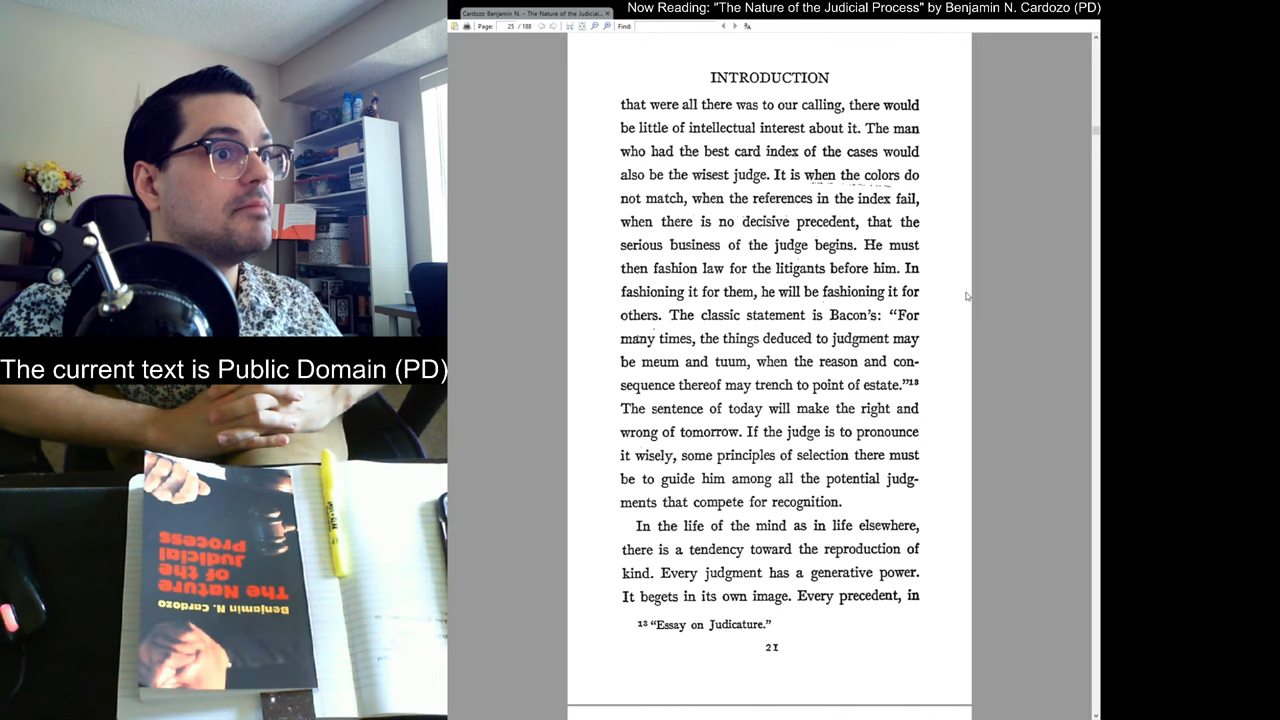 Now Reading: "The Nature of the Judicial Process" by Benjamin N. Cardozo (PD)
Cardozo Benjamin N. - The Nature of the Judicial...
Page: 25 / 188 Find:
INTRODUCTION
that were all there was to our calling, there would
be little of intellectual interest about it. The man
who had the best card index of the cases would
also be the wisest judge. It is when the colors do
not match, when the references in the index fail,
when there is no decisive precedent, that the
serious business of the judge begins. He must
then fashion law for the litigants before him. In
fashioning it for them, he will be fashioning it for
others. The classic statement is Bacon's: "For
many times, the things deduced to judgment may
be meum and tuum, when the reason and con-
sequence thereof may trench to point of estate."13
The sentence of today will make the right and
wrong of tomorrow. If the judge is to pronounce
it wisely, some principles of selection there must
be to guide him among all the potential judg-
ments that compete for recognition.
In the life of the mind as in life elsewhere,
there is a tendency toward the reproduction of
kind. Every judgment has a generative power.
It begets in its own image. Every precedent, in
13 "Essay on Judicature."
21
The current text is Public Domain (PD)
Benjamin N. Cardozo
The Nature
of the
Judicial
Process